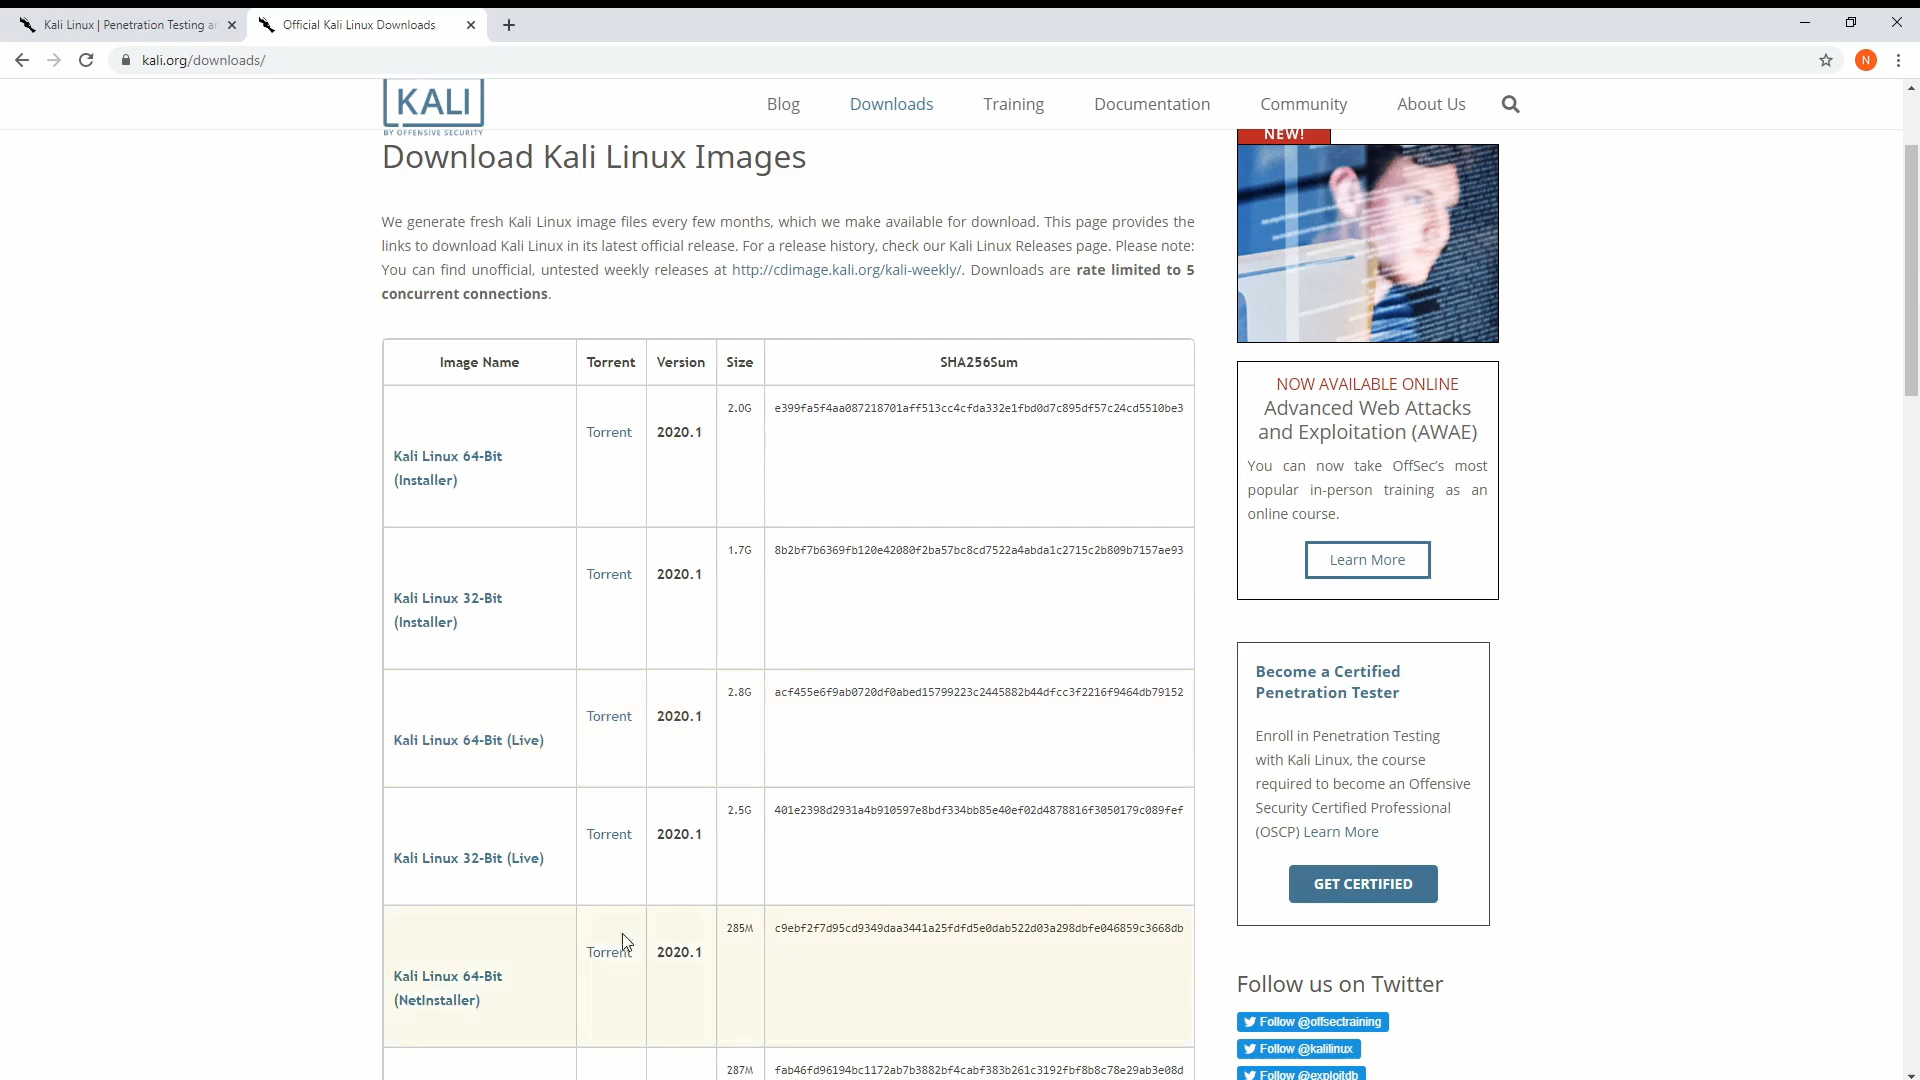 Kali Linux | Penetration Testing a
Official Kali Linux Downloads
kali.org/downloads/
N
KALI
BY OFFENSIVE SECURITY
Blog
Downloads
Training
Documentation
Community
About Us
Download Kali Linux Images
We generate fresh Kali Linux image files every few months, which we make available for download. This page provides the
links to download Kali Linux in its latest official release. For a release history, check our Kali Linux Releases page. Please note:
You can find unofficial, untested weekly releases at http://cdimage.kali.org/kali-weekly/. Downloads are rate limited to 5
concurrent connections.
Image Name Torrent Version Size SHA256Sum
2.0G e399fa5f4aa087218701aff513cc4cfda332e1fbd0d7c895df57c24cd5510be3
Torrent 2020.1
Kali Linux 64-Bit
(Installer)
1.7G 8b2bf7b6369fb120e42080f2ba57bc8cd7522a4abda1c2715c2b809b7157ae93
Torrent 2020.1
Kali Linux 32-Bit
(Installer)
2.8G acf455e6f9ab0720df0abed15799223c2445882b44dfcc3f2216f9464db79152
Torrent 2020.1
Kali Linux 64-Bit (Live)
2.5G 401e2398d2931a4b910597e8bdf334bb85e40ef02d4878816f3050179c089fef
Torrent 2020.1
Kali Linux 32-Bit (Live)
285M c9ebf2f7d95cd9349daa3441a25fdfd5e0dab522d03a298dbfe046859c3668db
Torrent 2020.1
Kali Linux 64-Bit
(NetInstaller)
287M fab46fd96194bc1172ab7b3882bf4cabf383b261c3192fbf8b8c78e29ab3e08d
NEW!
NOW AVAILABLE ONLINE
Advanced Web Attacks
and Exploitation (AWAE)
You can now take OffSec's most
popular in-person training as an
online course.
Learn More
Become a Certified
Penetration Tester
Enroll in Penetration Testing
with Kali Linux, the course
required to become an Offensive
Security Certified Professional
(OSCP) Learn More
GET CERTIFIED
Follow us on Twitter
Follow @offsectraining
Follow @kalilinux
Follow @exploitdb